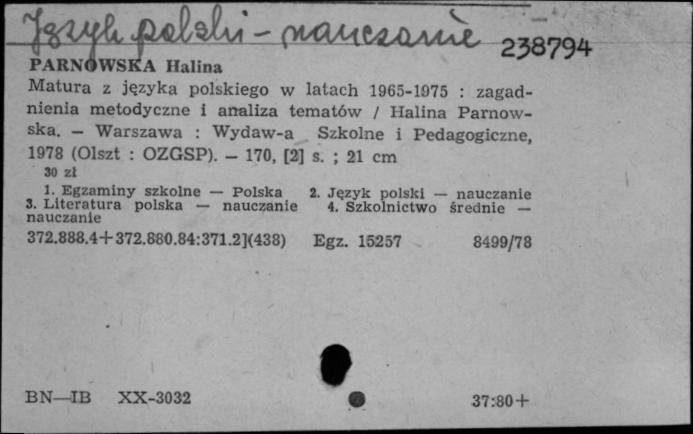 Język polski - nauczanie
238794
PARNOWSKA Halina
Matura z języka polskiego w latach 1965-1975 : zagad-
nienia metodyczne i analiza tematów / Halina Parnow-
ska. — Warszawa : Wydaw-a Szkolne i Pedagogiczne,
1978 (Olszt : OZGSP). — 170, [2] s. ; 21 cm
30 zł
1. Egzaminy szkolne — Polska 2. Język polski — nauczanie
3. Literatura polska — nauczanie 4. Szkolnictwo średnie —
nauczanie
372.888.4+372.880.84:371.2](438) Egz. 15257 8499/78
BN—IB XX-3032 37:80+